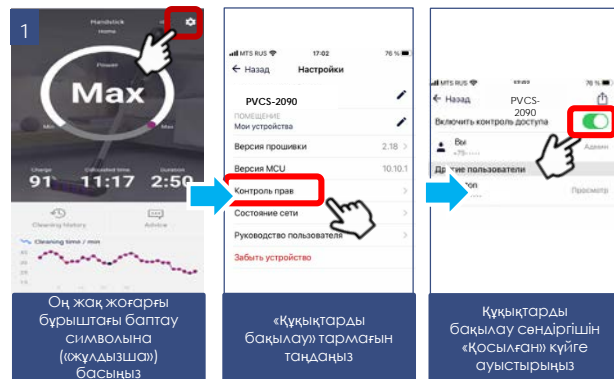 1
Handstick
Home
Power
Max
Min
Max
Charge
91
11:17
Duration
2:50
Cleaning history
Advice
Cleaning time / min
Оң жақ жоғарғы
бұрыштағы баптау
символына
(«жұлдызша»)
басыңыз
MTS RUS 17:02 76 %
← Назад Настройки
PVCS-2090
ПОМЕЩЕНИЕ
Мои устройства
Версия прошивки 2.18 >
Версия MCU 10.10.1
Контроль прав >
Состояние сети >
Руководство пользователя >
Забыть устройство
«Құқықтарды
бақылау» тармағын
таңдаңыз
MTS RUS 76 %
← Назад PVCS-
2090
Включить контроль доступа
Вы Админ
Другие пользователи
Просмотр
Құқықтарды
бақылау сөндіргішін
«Қосылған» күйге
ауыстырыңыз